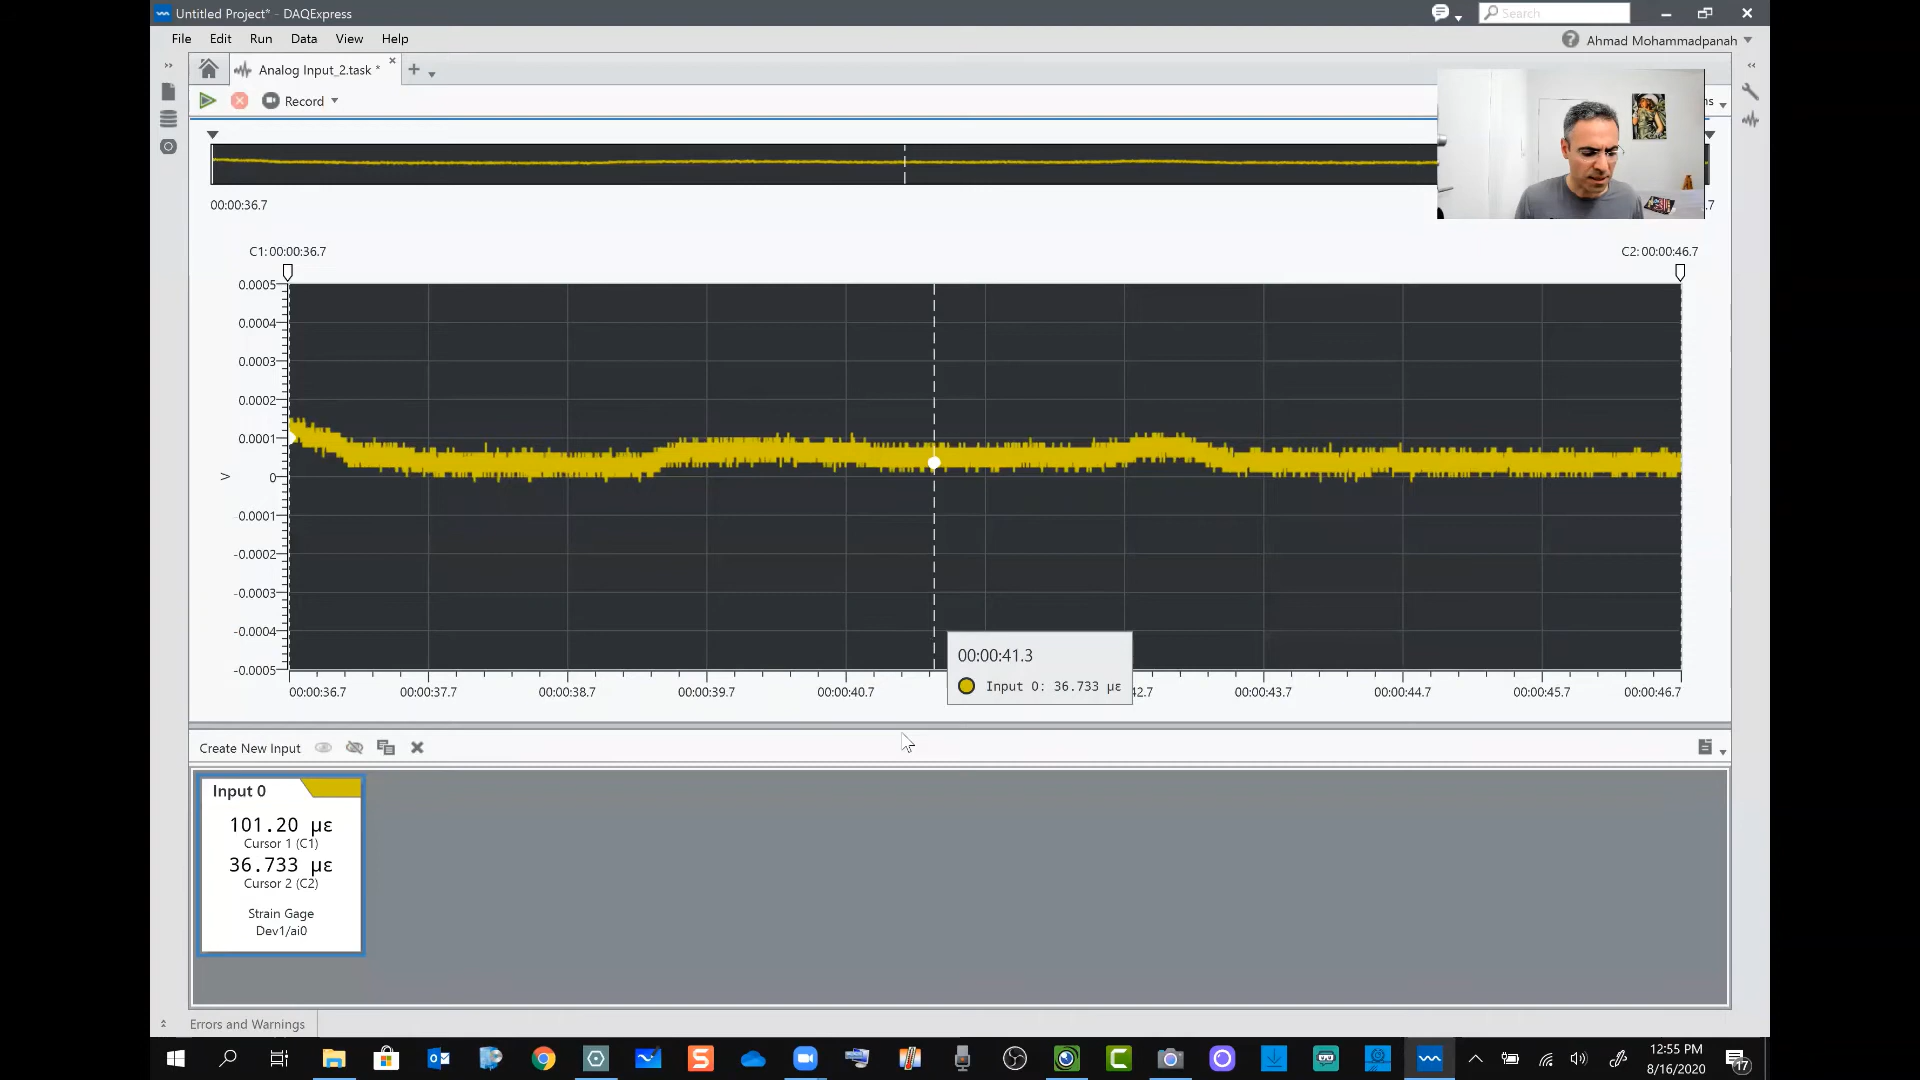 Untitled Project* - DAQExpress
Search
File Edit Run Data View Help
Ahmad Mohammadpanah
Analog Input_2.task *
Record
ns
00:00:36.7
.7
C1: 00:00:36.7
C2: 00:00:46.7
0.0005
0.0004
0.0003
0.0002
0.0001
0
-0.0001
-0.0002
-0.0003
-0.0004
-0.0005
V
00:00:36.7 00:00:37.7 00:00:38.7 00:00:39.7 00:00:40.7 42.7 00:00:43.7 00:00:44.7 00:00:45.7 00:00:46.7
00:00:41.3
Input 0: 36.733 µε
Create New Input
Input 0
101.20 µε
Cursor 1 (C1)
36.733 µε
Cursor 2 (C2)
Strain Gage
Dev1/ai0
Errors and Warnings
12:55 PM
8/16/2020
17